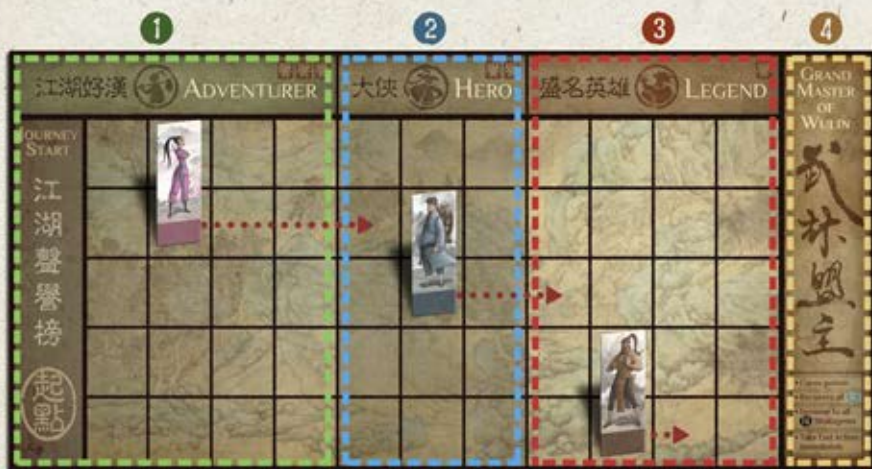 1
2
3
4
江湖好漢 ADVENTURER
大俠 HERO
盛名英雄 LEGEND
GRAND
MASTER
OF
WULIN
武林盟主
JOURNEY
START
江湖聲譽榜
起點